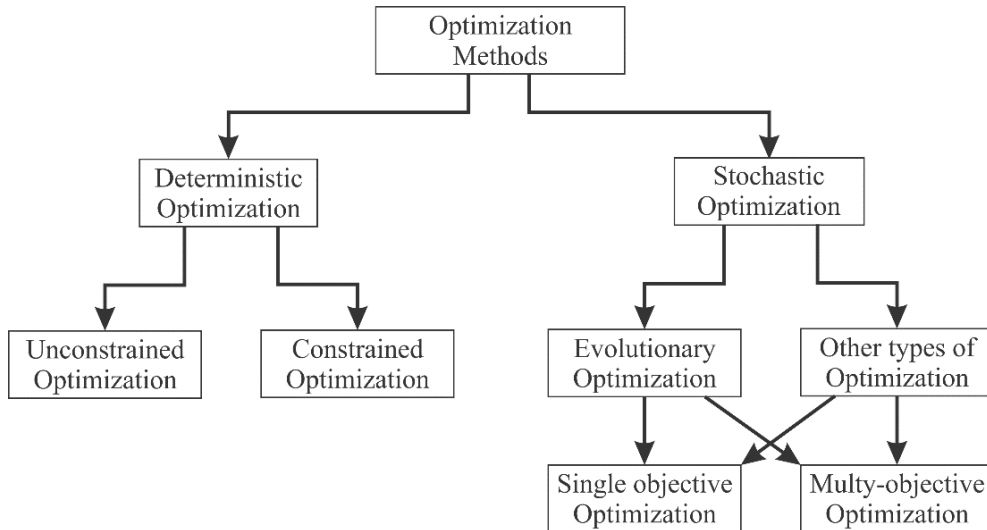 Optimization
Methods
Deterministic
Optimization
Stochastic
Optimization
Unconstrained
Optimization
Constrained
Optimization
Evolutionary
Optimization
Other types of
Optimization
Single objective
Optimization
Multy-objective
Optimization